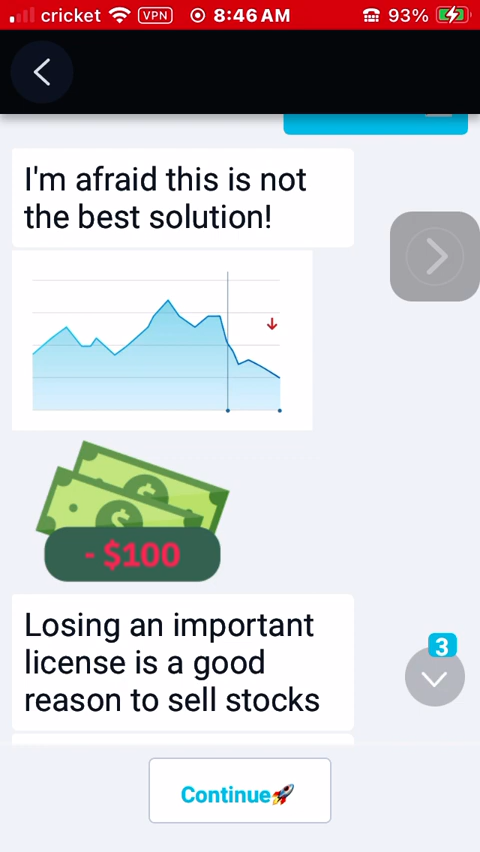 cricket VPN 8:46 AM 93%
I'm afraid this is not
the best solution!
- $100
Losing an important
license is a good
reason to sell stocks
3
Continue🚀